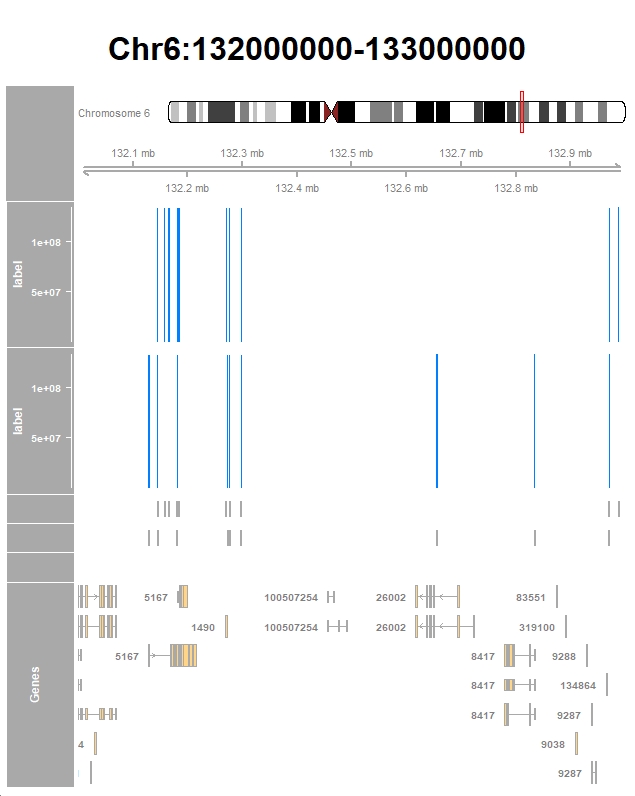 Chr6:132000000-133000000
Chromosome 6
132.1 mb 132.3 mb 132.5 mb 132.7 mb 132.9 mb
132.2 mb 132.4 mb 132.6 mb 132.8 mb
label
1e+08
5e+07
label
1e+08
5e+07
Genes
5167 100507254 26002 83551
1490 100507254 26002 319100
5167 8417 9288
8417 134864
8417 9287
4 9038
9287